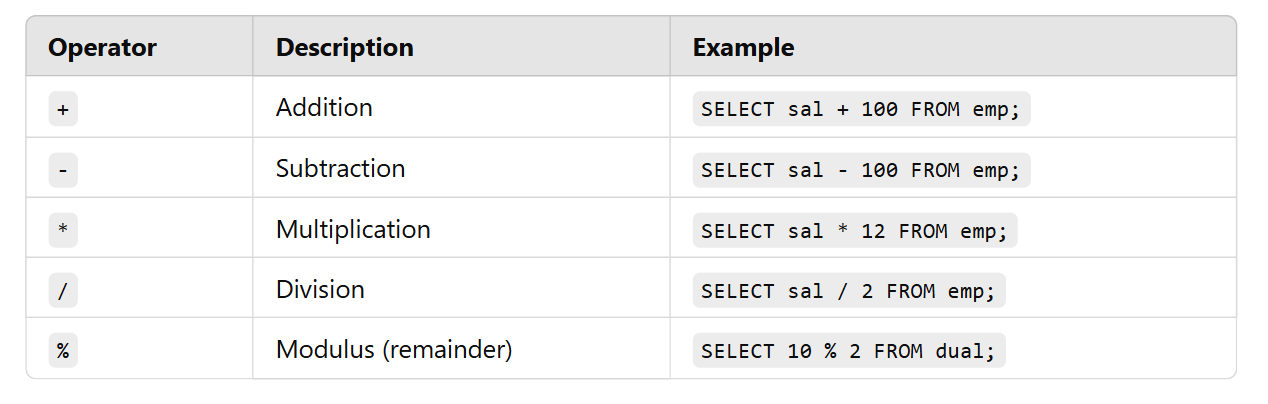 Operator Description Example
+ Addition SELECT sal + 100 FROM emp;
- Subtraction SELECT sal - 100 FROM emp;
* Multiplication SELECT sal * 12 FROM emp;
/ Division SELECT sal / 2 FROM emp;
% Modulus (remainder) SELECT 10 % 2 FROM dual;